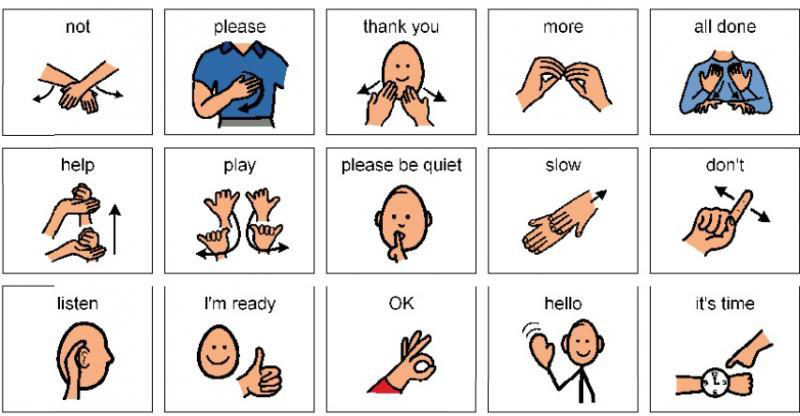 not
please
thank you
more
all done
help
play
please be quiet
slow
don't
listen
I'm ready
OK
hello
it's time